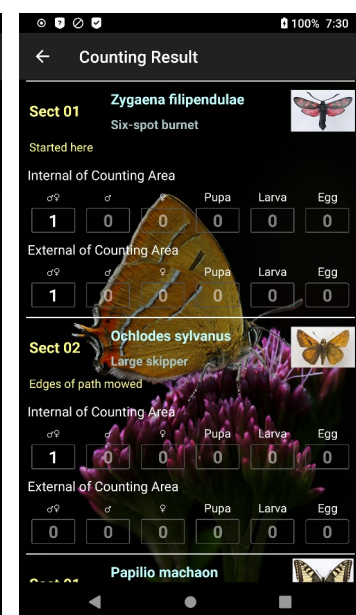 100% 7:30
Counting Result
Zygaena filipendulae
Sect 01
Six-spot burnet
Started here
Internal of Counting Area
♂♀ ♂ ♀ Pupa Larva Egg
1 0 0 0 0 0
External of Counting Area
♂♀ ♂ ♀ Pupa Larva Egg
1 0 0 0 0 0
Ochlodes sylvanus
Sect 02
Large skipper
Edges of path mowed
Internal of Counting Area
♂♀ ♂ ♀ Pupa Larva Egg
1 0 0 0 0 0
External of Counting Area
♂♀ ♂ ♀ Pupa Larva Egg
0 0 0 0 0 0
Papilio machaon